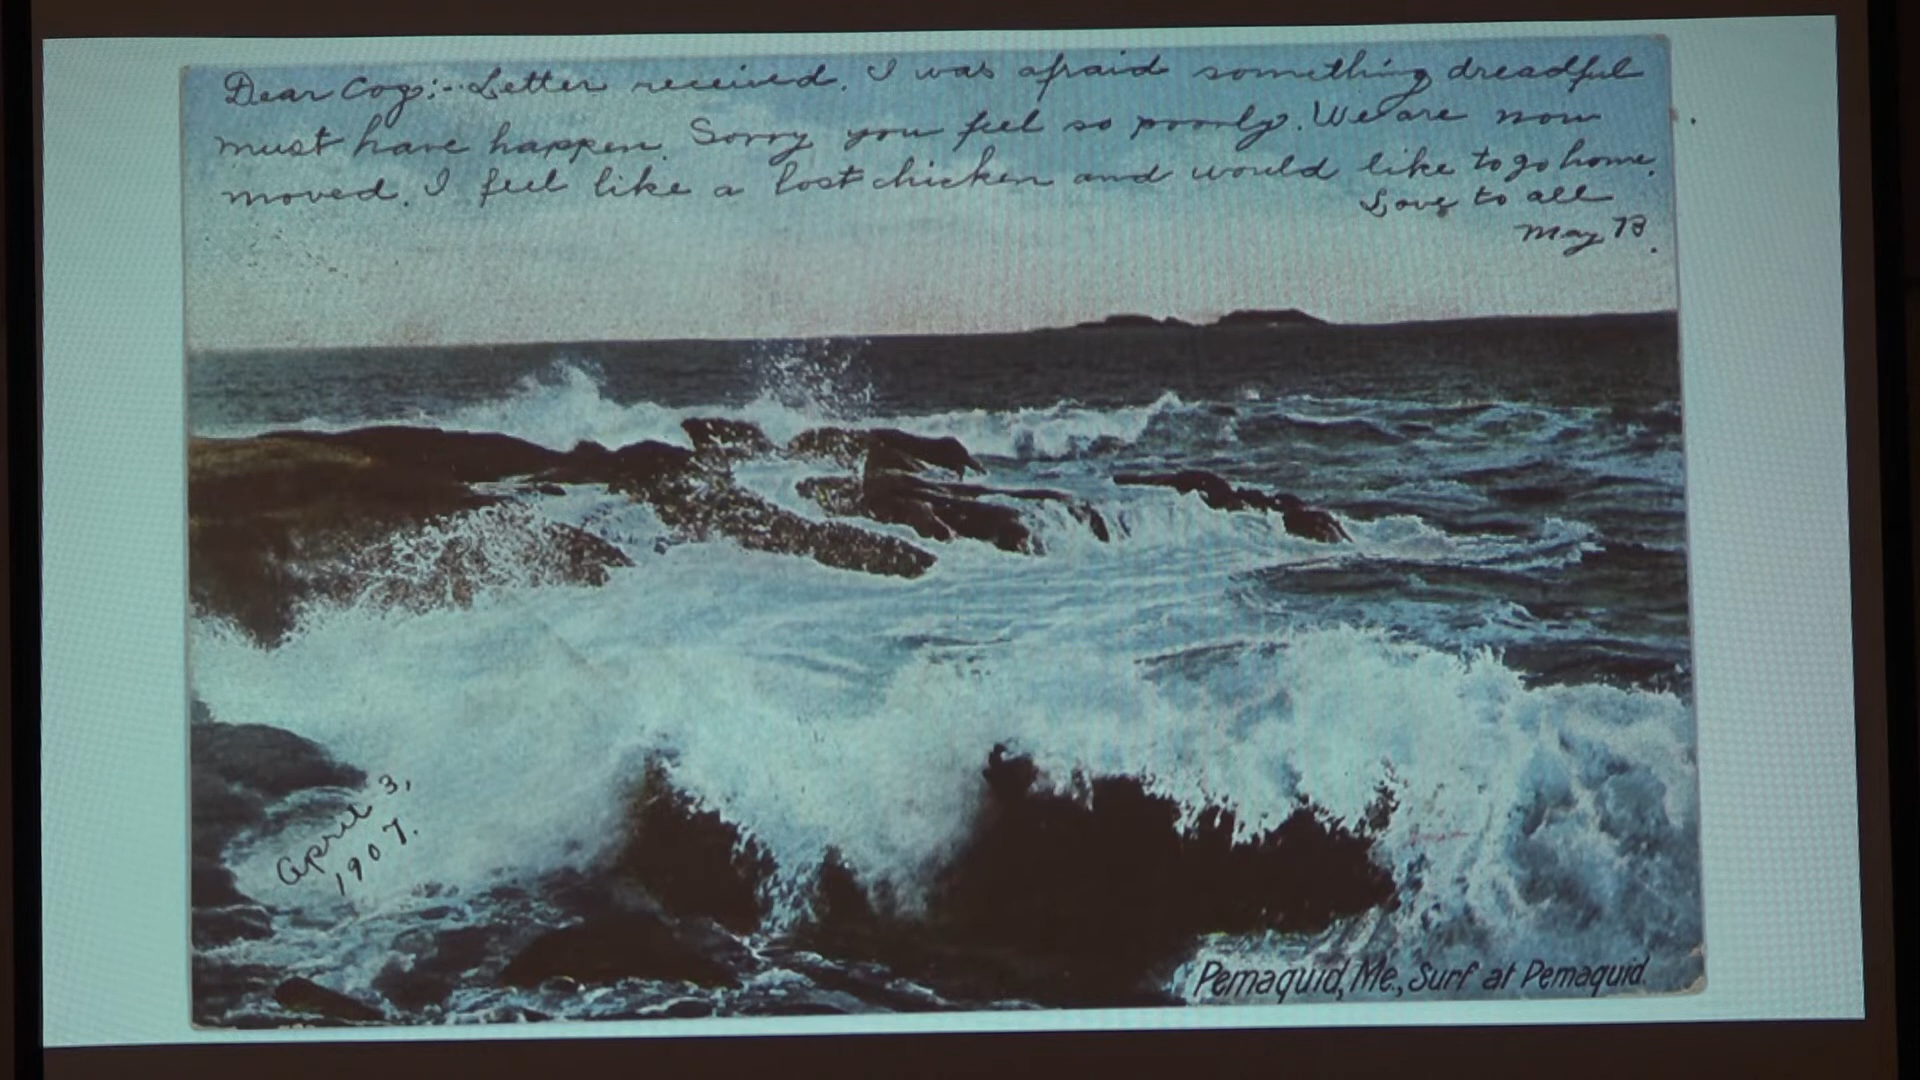 Dear Coz:- Letter received. I was afraid something dreadful
must have happen. Sorry you feel so poorly. We are now
moved. I feel like a lost chicken and would like to go home.
Love to all
May B.
April 3,
1907.
Pemaquid, Me., Surf at Pemaquid.